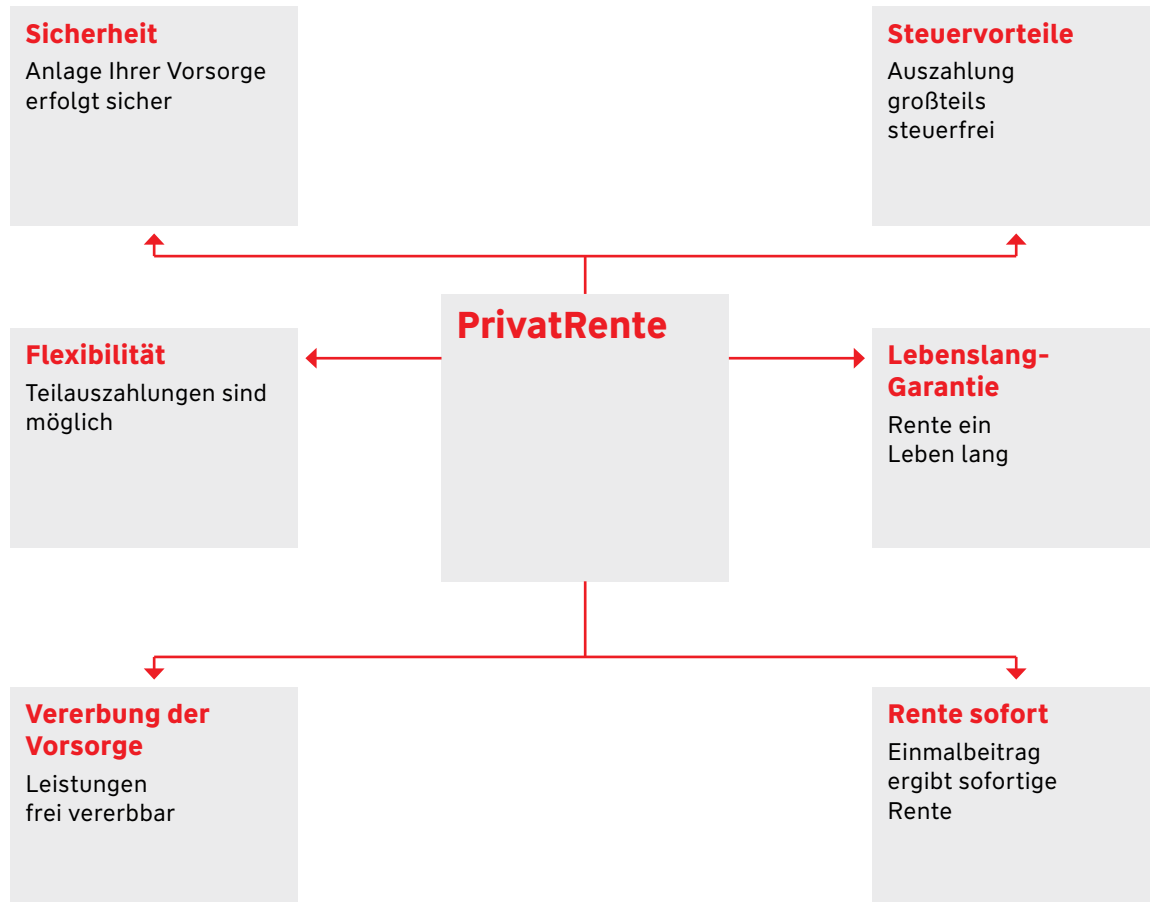 Sicherheit
Anlage Ihrer Vorsorge
erfolgt sicher
Steuervorteile
Auszahlung
großteils
steuerfrei
PrivatRente
Flexibilität
Teilauszahlungen sind
möglich
Lebenslang-
Garantie
Rente ein
Leben lang
Vererbung der
Vorsorge
Leistungen
frei vererbbar
Rente sofort
Einmalbeitrag
ergibt sofortige
Rente